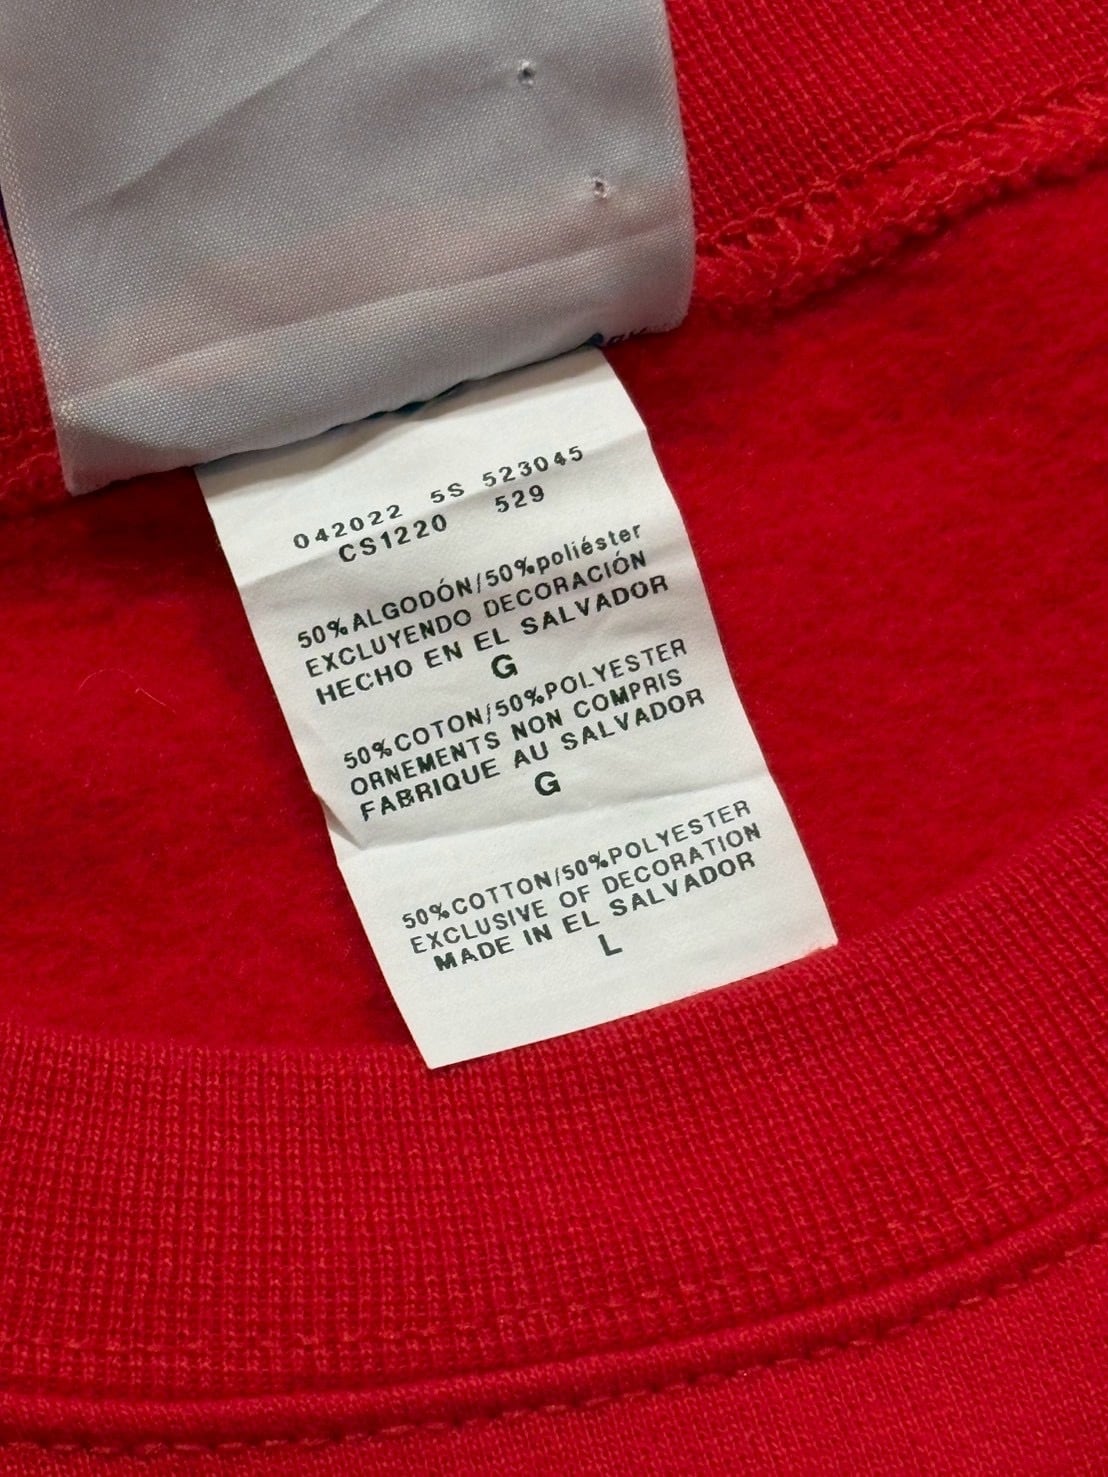 042022 5S 523045
CS1220 529
50%ALGODÓN/50%poliéster
EXCLUYENDO DECORACIÓN
HECHO EN EL SALVADOR
G
50%COTON/50%POLYESTER
ORNEMENTS NON COMPRIS
FABRIQUE AU SALVADOR
G
50%COTTON/50%POLYESTER
EXCLUSIVE OF DECORATION
MADE IN EL SALVADOR
L